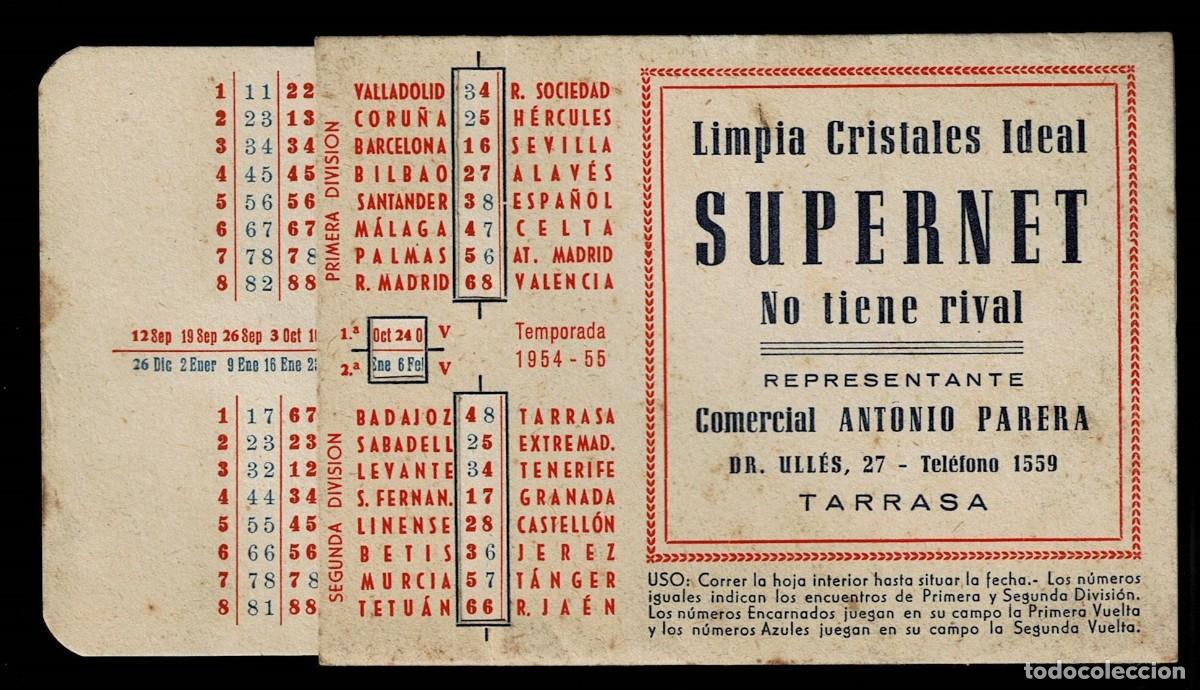 1 11 22
2 23 13
3 34 34
4 45 45
5 56 56
6 67 67
7 78 78
8 82 88
12 Sep 19 Sep 26 Sep 3 Oct
26 Dic 2 Ener 9 Ene 16 Ene
1 17 67
2 23 23
3 32 12
4 44 34
5 55 45
6 66 56
7 78 78
8 81 88
PRIMERA DIVISION
VALLADOLID 34 R. SOCIEDAD
CORUÑA 25 HÉRCULES
BARCELONA 16 SEVILLA
BILBAO 27 ALAVÉS
SANTANDER 38 ESPAÑOL
MÁLAGA 47 CELTA
PALMAS 56 AT. MADRID
R. MADRID 68 VALENCIA
1.ª Oct 24 O V
2.ª Ene 6 Fel V
Temporada
1954 - 55
SEGUNDA DIVISION
BADAJOZ 48 TARRASA
SABADELL 25 EXTREMAD.
LEVANTE 34 TENERIFE
S. FERNAN. 17 GRANADA
LINENSE 28 CASTELLÓN
BETIS 36 JEREZ
MURCIA 57 TÁNGER
TETUÁN 66 R. JAÉN
Limpia Cristales Ideal
SUPERNET
No tiene rival
REPRESENTANTE
Comercial ANTONIO PARERA
DR. ULLÉS, 27 - Teléfono 1559
TARRASA
USO: Correr la hoja interior hasta situar la fecha.- Los números
iguales indican los encuentros de Primera y Segunda División.
Los números Encarnados juegan en su campo la Primera Vuelta
y los números Azules juegan en su campo la Segunda Vuelta.
todocoleccion